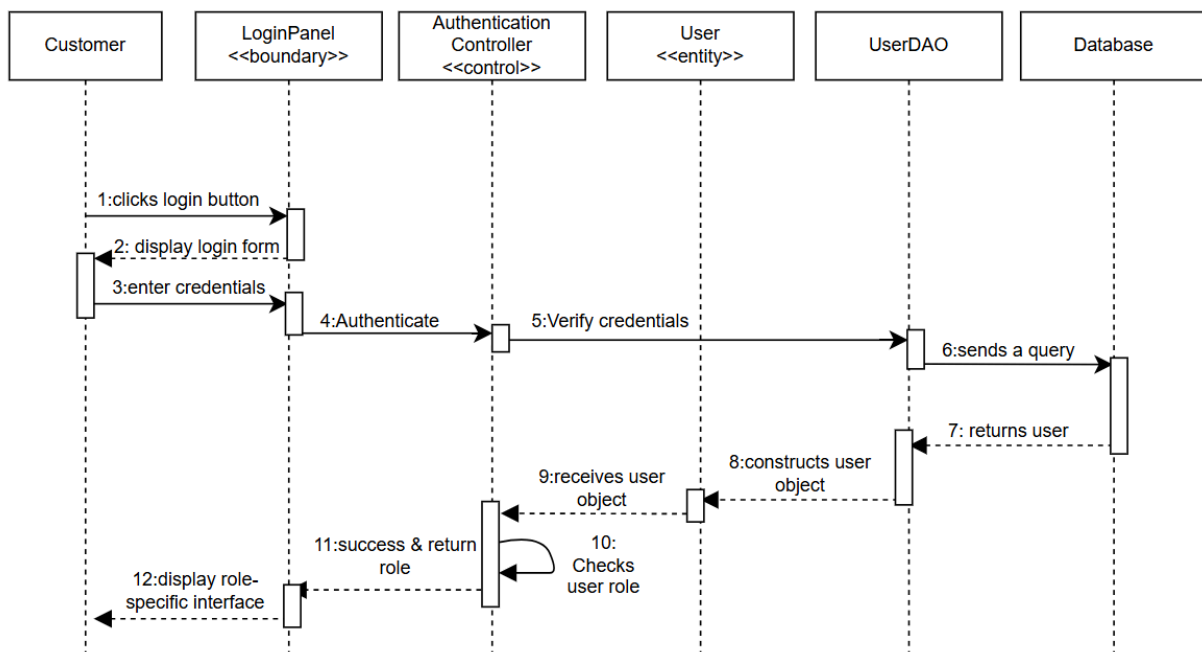 Customer
LoginPanel
<<boundary>>
Authentication
Controller
<<control>>
User
<<entity>>
UserDAO
Database
1:clicks login button
2: display login form
3:enter credentials
4:Authenticate
5:Verify credentials
6:sends a query
7: returns user
8:constructs user
object
9:receives user
object
10:
Checks
user role
11:success & return
role
12:display role-
specific interface